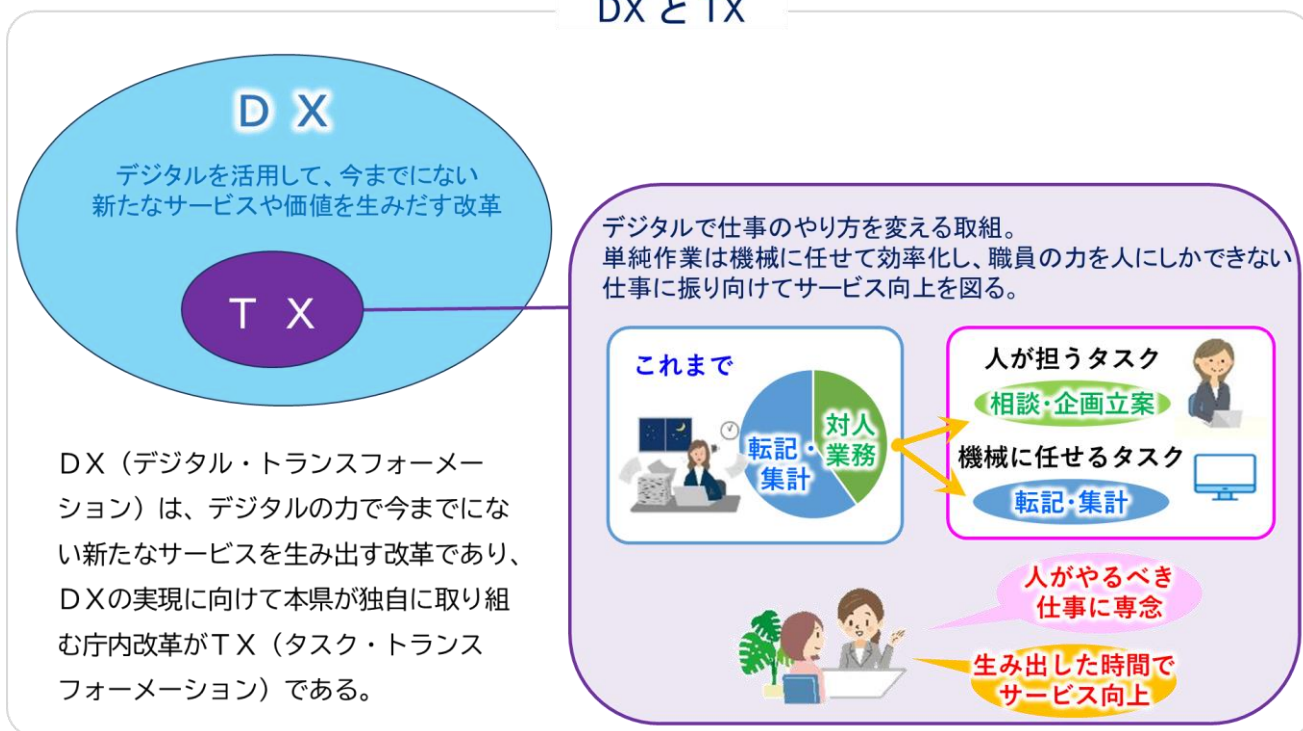 DX と TX
ＤＸ
デジタルを活用して、今までにない
新たなサービスや価値を生みだす改革
ＴＸ
ＤＸ（デジタル・トランスフォーメー
ション）は、デジタルの力で今までにな
い新たなサービスを生み出す改革であり、
ＤＸの実現に向けて本県が独自に取り組
む庁内改革がＴＸ（タスク・トランス
フォーメーション）である。
デジタルで仕事のやり方を変える取組。
単純作業は機械に任せて効率化し、職員の力を人にしかできない
仕事に振り向けてサービス向上を図る。
これまで
転記・
集計
対人
業務
人が担うタスク
相談・企画立案
機械に任せるタスク
転記・集計
人がやるべき
仕事に専念
生み出した時間で
サービス向上